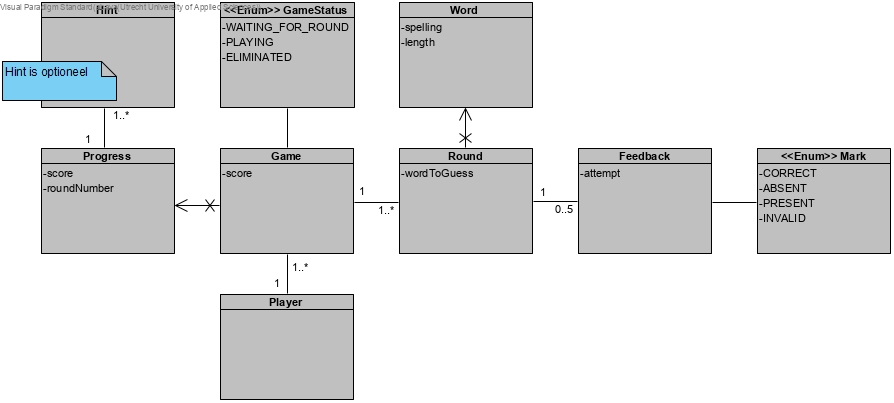 Visual Paradigm Standard(Utrecht University of Applied Sciences)
Hint
<<Enum>> GameStatus
-WAITING_FOR_ROUND
-PLAYING
-ELIMINATED
Word
-spelling
-length
Hint is optioneel
1..*
1
Progress
-score
-roundNumber
Game
-score
1
1..*
Round
-wordToGuess
1
0..5
Feedback
-attempt
<<Enum>> Mark
-CORRECT
-ABSENT
-PRESENT
-INVALID
1..*
1
Player